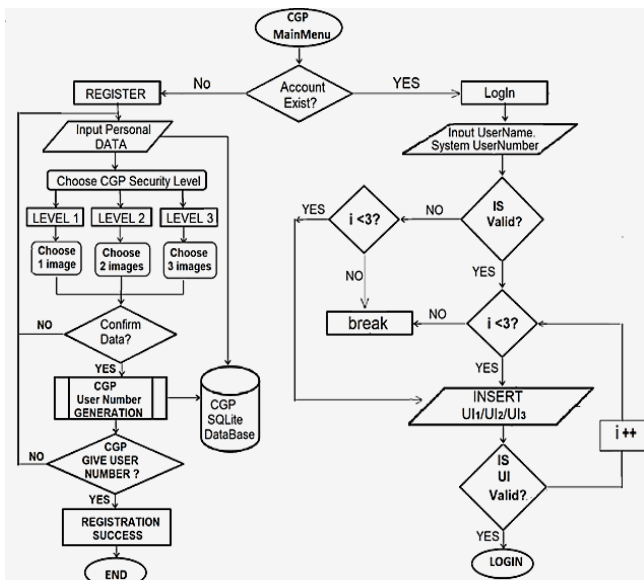 CGP
MainMenu
Account
Exist?
No
YES
REGISTER
LogIn
Input Personal
DATA
Inout UserName.
System UserNumber
Choose CGP Security Level
LEVEL 1
LEVEL 2
LEVEL 3
Choose
1 image
Choose
2 images
Choose
3 images
IS
Valid?
NO
i <3?
YES
NO
YES
break
NO
i <3?
YES
Confirm
Data?
NO
YES
CGP
User Number
GENERATION
CGP
SQLite
DataBase
INSERT
UI1/UI2/UI3
i ++
CGP
GIVE USER
NUMBER ?
NO
YES
IS
UI
Valid?
YES
REGISTRATION
SUCCESS
END
LOGIN